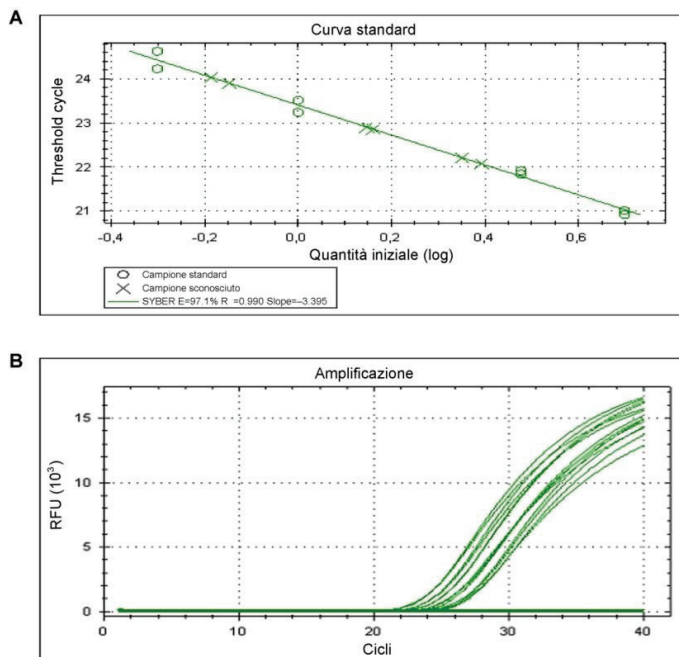 A
Curva standard
Threshold cycle
24
23
22
21
-0,4
-0,2
0,0
0,2
0,4
0,6
Quantità iniziale (log)
Campione standard
Campione sconosciuto
SYBER E=97.1% R =0.990 Slope=–3.395
B
Amplificazione
RFU (10³)
15
10
5
0
0
10
20
30
40
Cicli